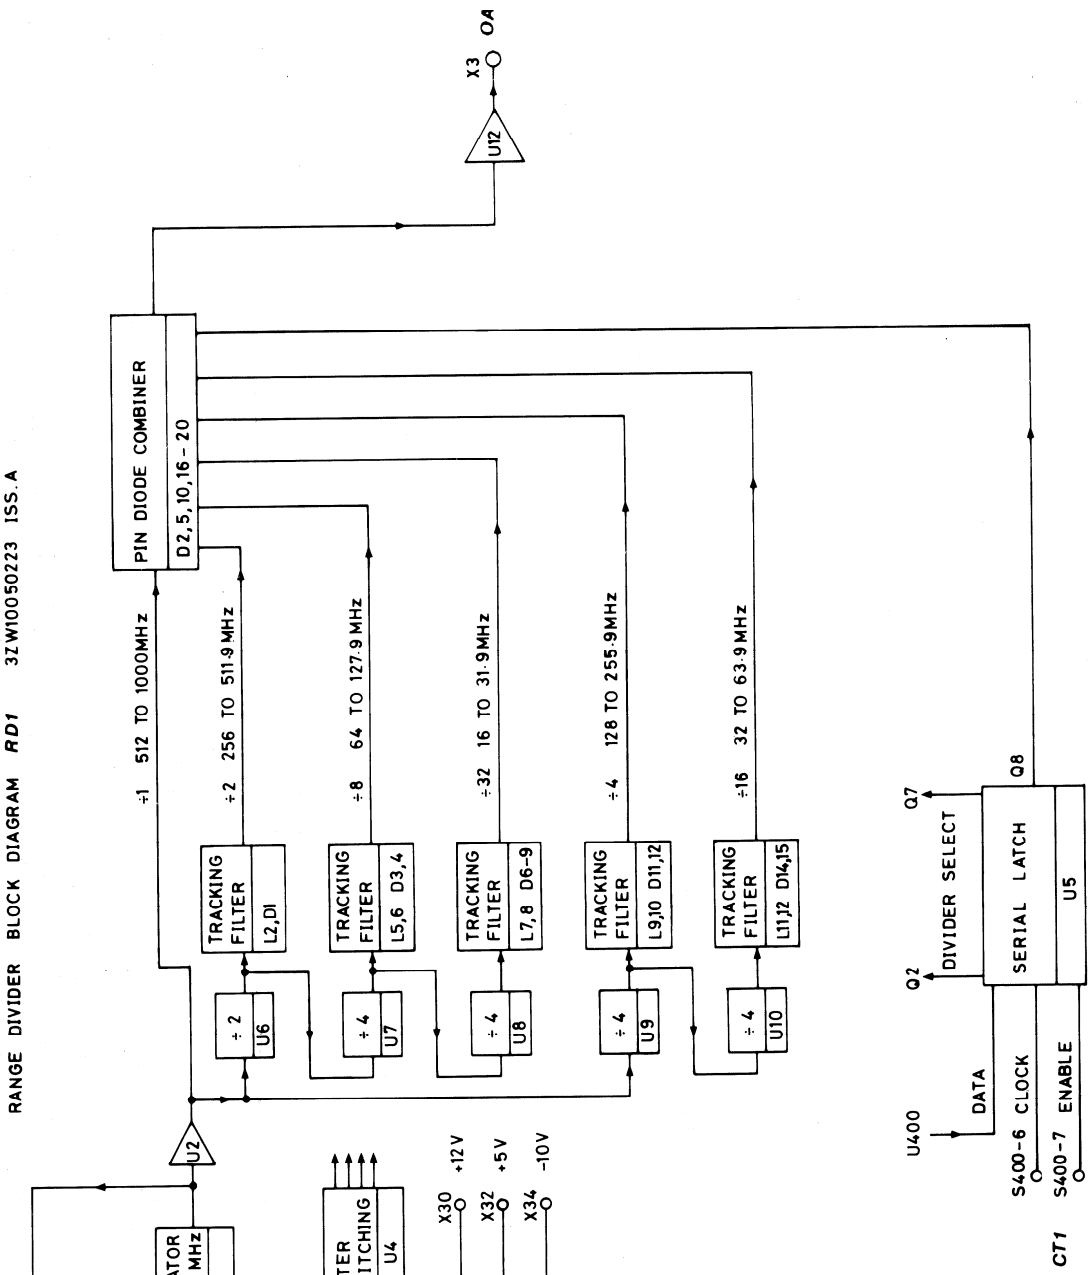 RANGE DIVIDER BLOCK DIAGRAM RD1 3ZW10050223 ISS.A
ATOR
MHz
U2
÷1 512 TO 1000MHz
PIN DIODE COMBINER
D2,5,10,16-20
U12
X3
OA
÷2
U6
TRACKING
FILTER
L2,D1
÷2 256 TO 511·9MHz
÷4
U7
TRACKING
FILTER
L5,6 D3,4
÷8 64 TO 127·9MHz
÷4
U8
TRACKING
FILTER
L7,8 D6-9
÷32 16 TO 31·9MHz
÷4
U9
TRACKING
FILTER
L9,10 D11,12
÷4 128 TO 255·9MHz
÷4
U10
TRACKING
FILTER
L11,12 D14,15
÷16 32 TO 63·9MHz
TER
ITCHING
U4
X30 +12V
X32 +5V
X34 -10V
U400
DATA
S400-6 CLOCK
S400-7 ENABLE
CT1
Q2
DIVIDER SELECT
Q7
SERIAL LATCH
U5
Q8